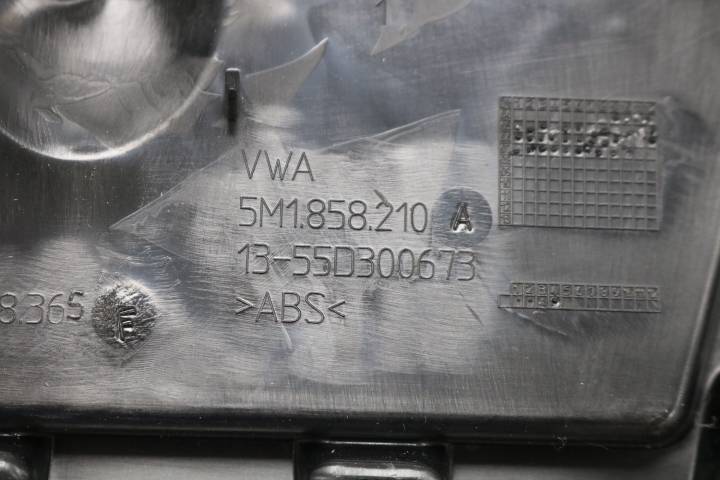 VWA
5M1.858.210 A
13-55D300673
8.365 E
>ABS<